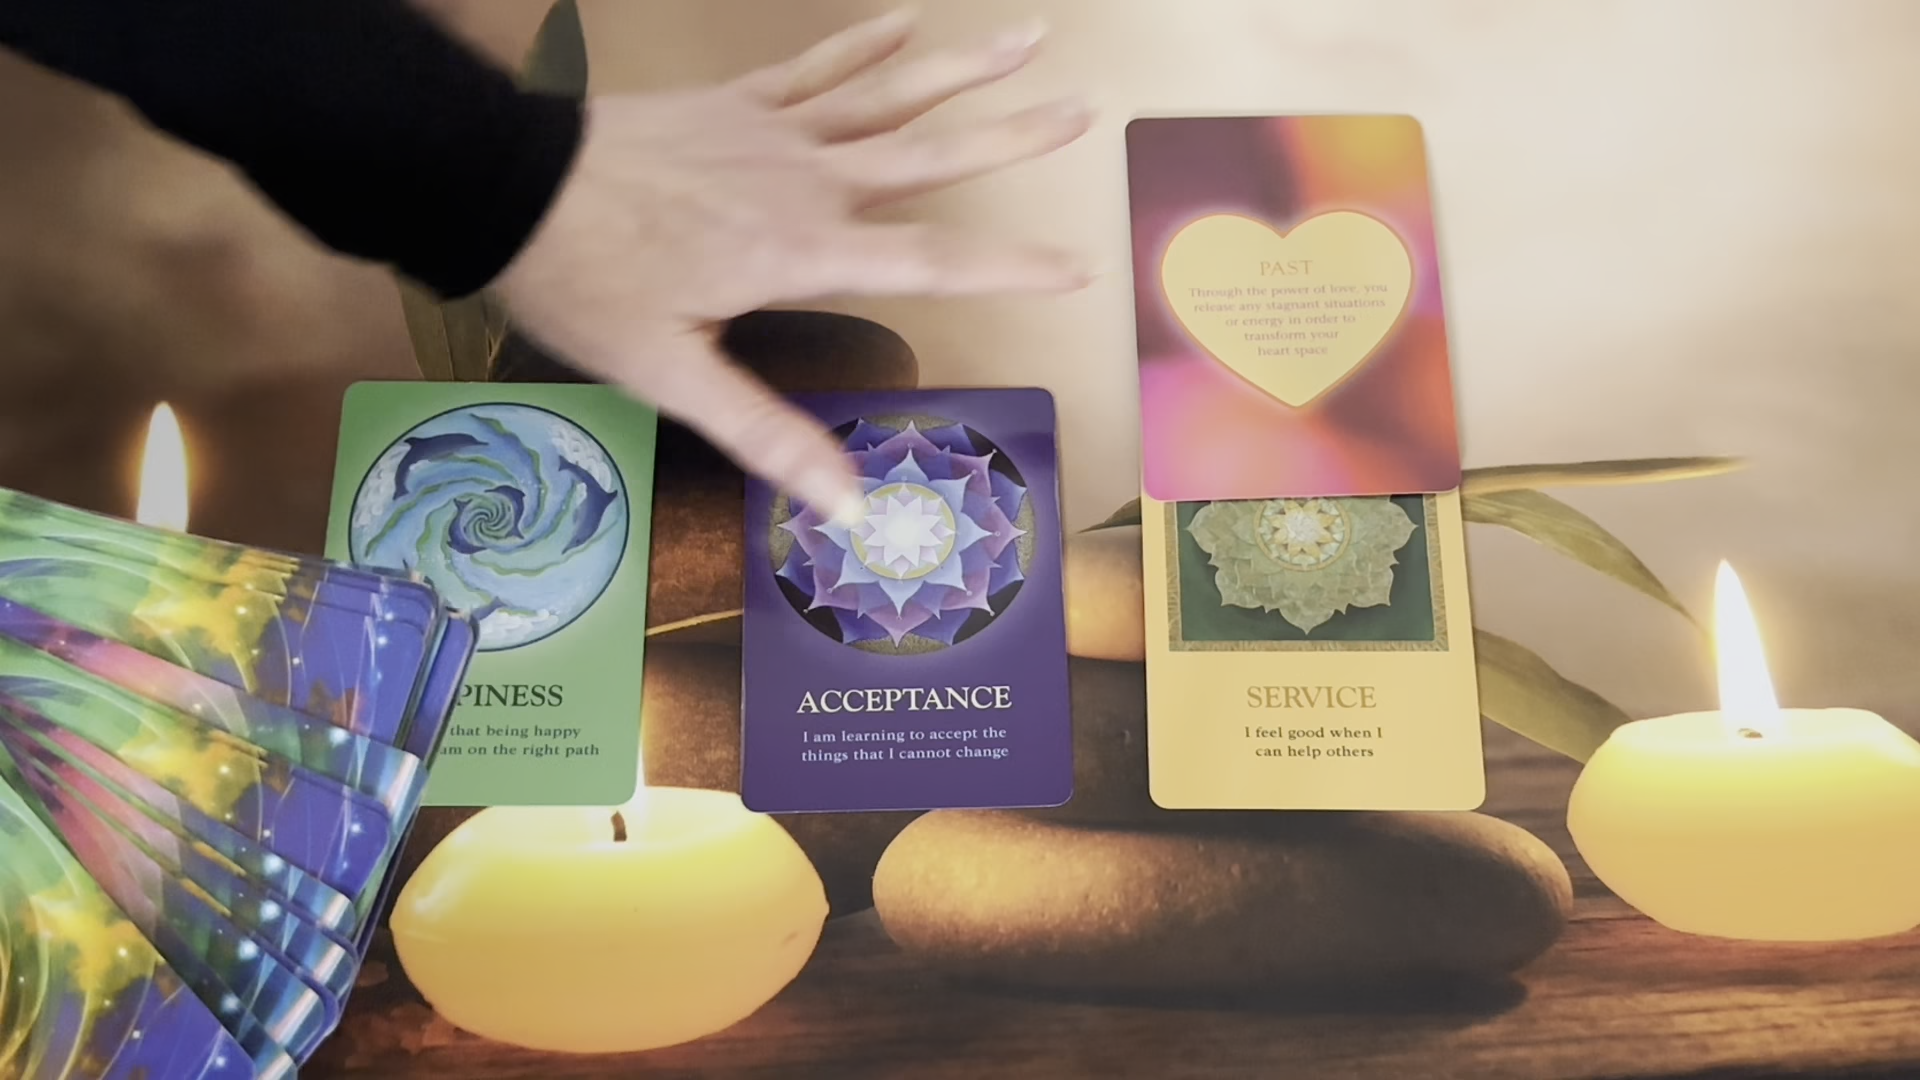 PINESS
that being happy
am on the right path
ACCEPTANCE
I am learning to accept the
things that I cannot change
PAST
Through the power of love, you
release any stagnant situations
or energy in order to
transform your
heart space
SERVICE
I feel good when I
can help others